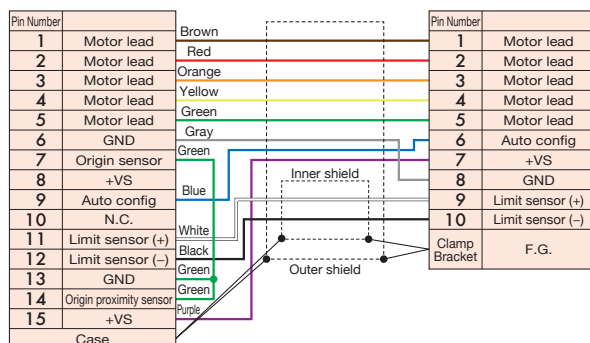 Pin Number
1 Motor lead
2 Motor lead
3 Motor lead
4 Motor lead
5 Motor lead
6 GND
7 Origin sensor
8 +VS
9 Auto config
10 N.C.
11 Limit sensor (+)
12 Limit sensor (−)
13 GND
14 Origin proximity sensor
15 +VS
Case
Brown
Red
Orange
Yellow
Green
Gray
Green
Blue
White
Black
Green
Green
Purple
Inner shield
Outer shield
Pin Number
1 Motor lead
2 Motor lead
3 Motor lead
4 Motor lead
5 Motor lead
6 Auto config
7 +VS
8 GND
9 Limit sensor (+)
10 Limit sensor (−)
Clamp
Bracket
F.G.